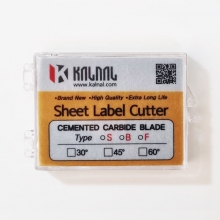 KALNAL
www.kalnal.com
•Brand New •High Quality •Extra Long Life
Sheet Label Cutter
CEMENTED CARBIDE BLADE
Type ○S ○B ○F
□30° □45° □60°